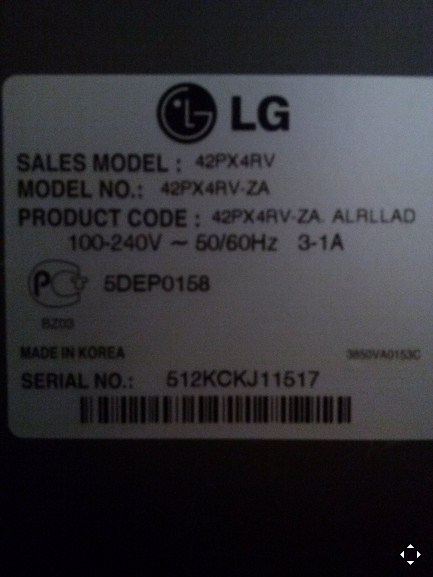 LG
SALES MODEL : 42PX4RV
MODEL NO.: 42PX4RV-ZA
PRODUCT CODE : 42PX4RV-ZA. ALRLLAD
100-240V ~ 50/60Hz 3-1A
5DEP0158
BZ03
MADE IN KOREA 3850VA0153C
SERIAL NO.: 512KCKJ11517